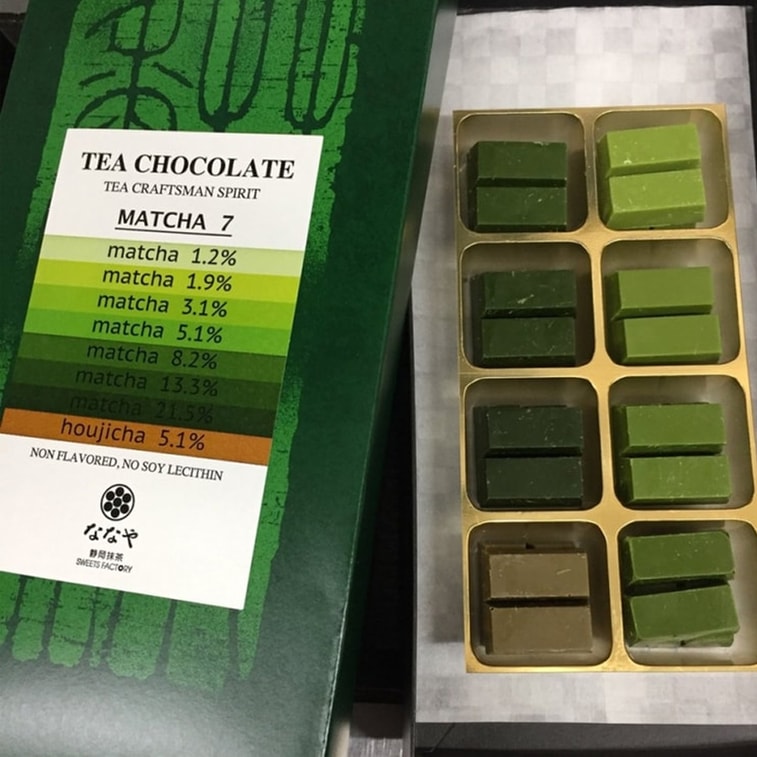 TEA CHOCOLATE
TEA CRAFTSMAN SPIRIT
MATCHA 7
matcha 1.2%
matcha 1.9%
matcha 3.1%
matcha 5.1%
matcha 8.2%
matcha 13.3%
matcha 21.5%
houjicha 5.1%
NON FLAVORED, NO SOY LECITHIN
ななや
静岡抹茶
SWEETS FACTORY